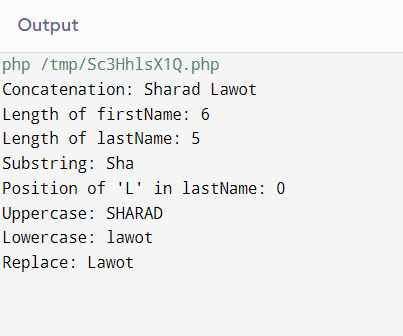 Output
php /tmp/Sc3HhlsX1Q.php
Concatenation: Sharad Lawot
Length of firstName: 6
Length of lastName: 5
Substring: Sha
Position of 'L' in lastName: 0
Uppercase: SHARAD
Lowercase: lawot
Replace: Lawot